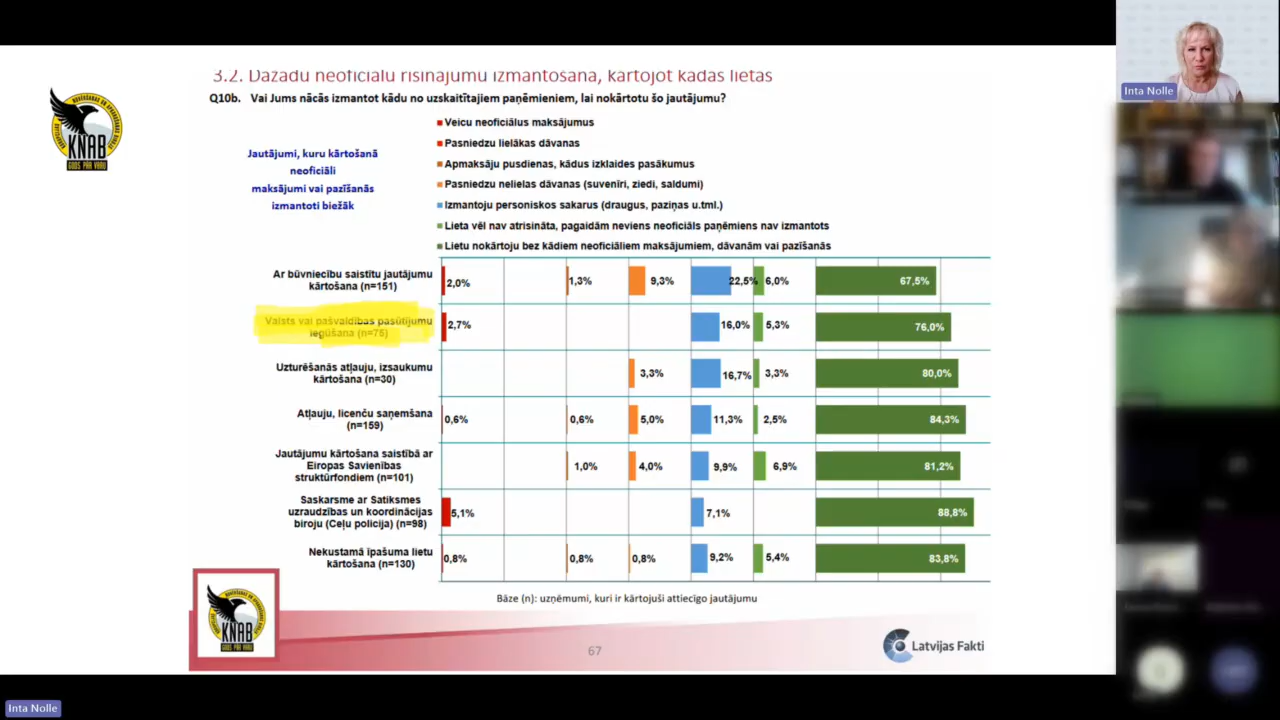 3.2. Dažādu neoficiālu risinājumu izmantošana, kārtojot kādas lietas
Q10b. Vai Jums nācās izmantot kādu no uzskaitītajiem paņēmieniem, lai nokārtotu šo jautājumu?
Inta Nolle
KNAB
GODS PĀR VARU
Jautājumi, kuru kārtošanā
neoficiāli
maksājumi vai pazīšanās
izmantoti biežāk
Veicu neoficiālus maksājumus
Pasniedzu lielākas dāvanas
Apmaksāju pusdienas, kādus izklaides pasākumus
Pasniedzu nelielas dāvanas (suvenīri, ziedi, saldumi)
Izmantoju personiskos sakarus (draugus, paziņas u.tml.)
Lieta vēl nav atrisināta, pagaidām neviens neoficiāls paņēmiens nav izmantots
Lietu nokārtoju bez kādiem neoficiāliem maksājumiem, dāvanām vai pazīšanās
Ar būvniecību saistītu jautājumu
kārtošana (n=151)
2,0% 1,3% 9,3% 22,5% 6,0% 67,5%
Valsts vai pašvaldības pasūtījumu
iegūšana (n=75)
2,7% 16,0% 5,3% 76,0%
Uzturēšanās atļauju, izsaukumu
kārtošana (n=30)
3,3% 16,7% 3,3% 80,0%
Atļauju, licenču saņemšana
(n=159)
0,6% 0,6% 5,0% 11,3% 2,5% 84,3%
Jautājumu kārtošana saistībā ar
Eiropas Savienības
struktūrfondiem (n=101)
1,0% 4,0% 9,9% 6,9% 81,2%
Saskarsme ar Satiksmes
uzraudzības un koordinācijas
biroju (Ceļu policija) (n=98)
5,1% 7,1% 88,8%
Nekustamā īpašuma lietu
kārtošana (n=130)
0,8% 0,8% 0,8% 9,2% 5,4% 83,8%
Bāze (n): uzņēmumi, kuri ir kārtojuši attiecīgo jautājumu
KNAB
GODS PĀR VARU
67
Latvijas Fakti
Inta Nolle